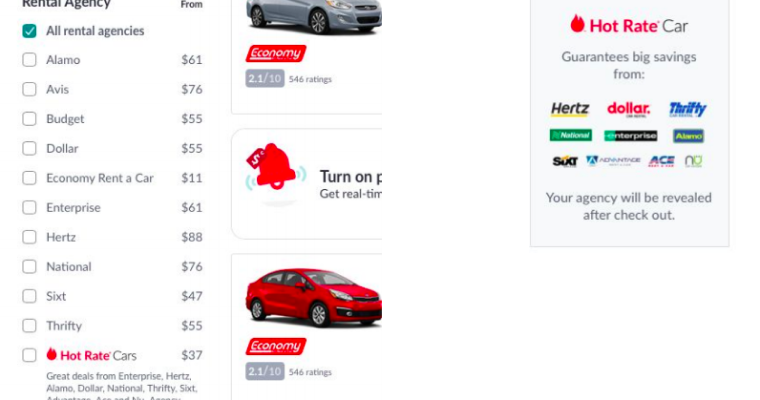 Rental Agency
From
All rental agencies
Alamo $61
Avis $76
Budget $55
Dollar $55
Economy Rent a Car $11
Enterprise $61
Hertz $88
National $76
Sixt $47
Thrifty $55
Hot Rate® Cars $37
Great deals from Enterprise, Hertz,
Alamo, Dollar, National, Thrifty, Sixt,
Advantage, Ace and Nu. Agency
Economy
2.1/10 546 ratings
$
Turn on p
Get real-tim
Economy
2.1/10 546 ratings
Hot Rate® Car
Guarantees big savings
from:
Hertz dollar. Thrifty
National enterprise Alamo
SIXT ADVANTAGE ACE
Your agency will be revealed
after check out.